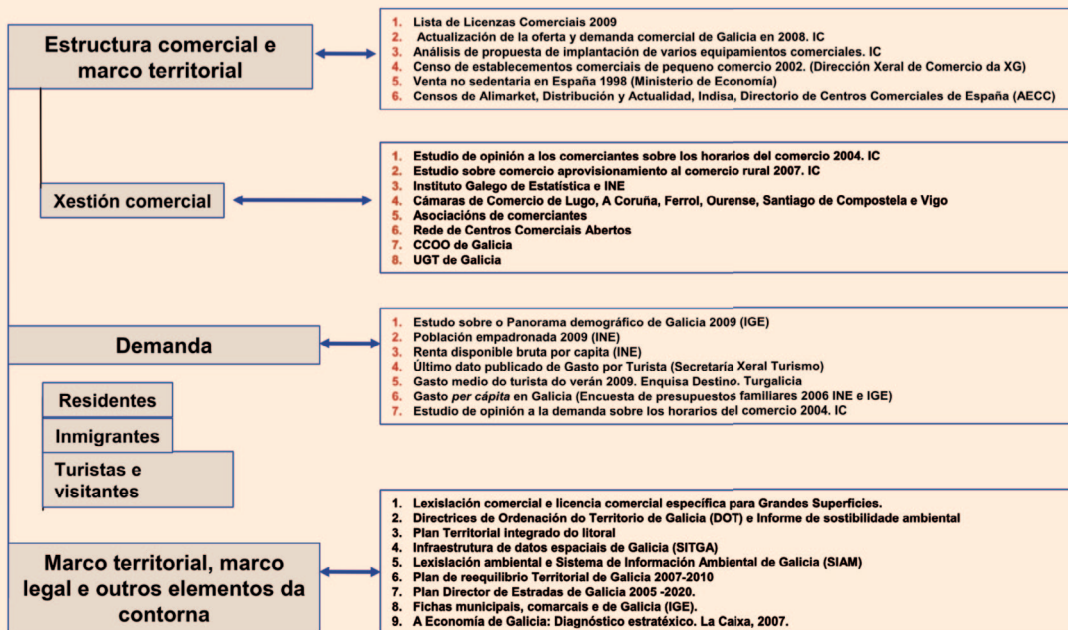 Estructura comercial e
marco territorial
1. Lista de Licenzas Comerciais 2009
2. Actualización de la oferta y demanda comercial de Galicia en 2008. IC
3. Análisis de propuesta de implantación de varios equipamientos comerciales. IC
4. Censo de establecementos comerciais de pequeno comercio 2002. (Dirección Xeral de Comercio da XG)
5. Venta no sedentaria en España 1998 (Ministerio de Economía)
6. Censos de Alimarket, Distribución y Actualidad, Indisa, Directorio de Centros Comerciales de España (AECC)
Xestión comercial
1. Estudio de opinión a los comerciantes sobre los horarios del comercio 2004. IC
2. Estudio sobre comercio aprovisionamiento al comercio rural 2007. IC
3. Instituto Galego de Estatística e INE
4. Cámaras de Comercio de Lugo, A Coruña, Ferrol, Ourense, Santiago de Compostela e Vigo
5. Asociacións de comerciantes
6. Rede de Centros Comerciais Abertos
7. CCOO de Galicia
8. UGT de Galicia
Demanda
1. Estudo sobre o Panorama demográfico de Galicia 2009 (IGE)
2. Población empadronada 2009 (INE)
3. Renta disponible bruta por capita (INE)
4. Último dato publicado de Gasto por Turista (Secretaría Xeral Turismo)
5. Gasto medio do turista do verán 2009. Enquisa Destino. Turgalicia
6. Gasto per cápita en Galicia (Encuesta de presupuestos familiares 2006 INE e IGE)
7. Estudio de opinión a la demanda sobre los horarios del comercio 2004. IC
Residentes
Inmigrantes
Turistas e
visitantes
Marco territorial, marco
legal e outros elementos da
contorna
1. Lexislación comercial e licencia comercial específica para Grandes Superficies.
2. Directrices de Ordenación do Territorio de Galicia (DOT) e Informe de sostibilidade ambiental
3. Plan Territorial integrado do litoral
4. Infraestrutura de datos espaciais de Galicia (SITGA)
5. Lexislación ambiental e Sistema de Información Ambiental de Galicia (SIAM)
6. Plan de reequilibrio Territorial de Galicia 2007-2010
7. Plan Director de Estradas de Galicia 2005 -2020.
8. Fichas municipais, comarcais e de Galicia (IGE).
9. A Economía de Galicia: Diagnóstico estratéxico. La Caixa, 2007.